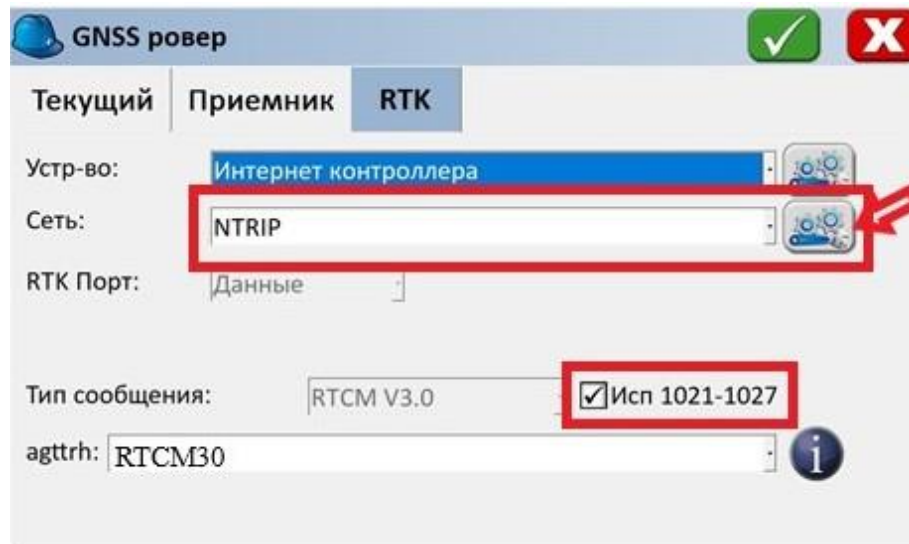 GNSS ровер
Текущий Приемник RTK
Устр-во: Интернет контроллера
Сеть: NTRIP
RTK Порт: Данные
Тип сообщения: RTCM V3.0 Исп 1021-1027
agttrh: RTCM30